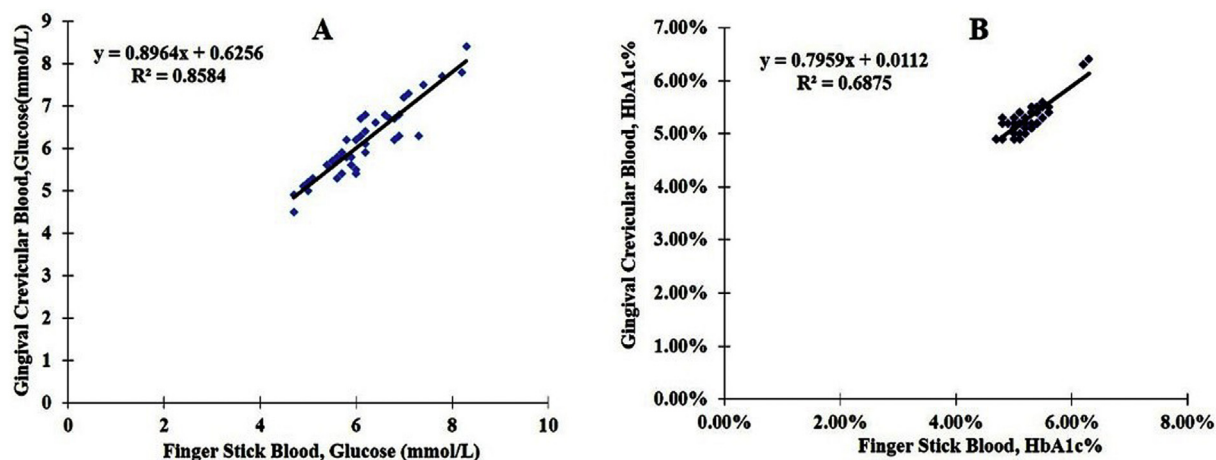 A
y = 0.8964x + 0.6256
R² = 0.8584
Gingival Crevicular Blood,Glucose(mmol/L)
9
8
7
6
5
4
3
2
1
0
0 2 4 6 8 10
Finger Stick Blood, Glucose (mmol/L)
B
y = 0.7959x + 0.0112
R² = 0.6875
Gingival Crevicular Blood, HbA1c%
7.00%
6.00%
5.00%
4.00%
3.00%
2.00%
1.00%
0.00%
0.00% 2.00% 4.00% 6.00% 8.00%
Finger Stick Blood, HbA1c%